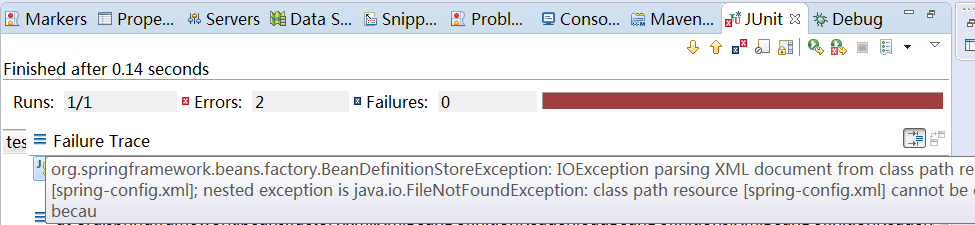 Markers Prope... Servers Data S... Snipp... Probl... Conso... Maven... JUnit Debug
Finished after 0.14 seconds
Runs: 1/1 Errors: 2 Failures: 0
tes Failure Trace
org.springframework.beans.factory.BeanDefinitionStoreException: IOException parsing XML document from class path re
[spring-config.xml]; nested exception is java.io.FileNotFoundException: class path resource [spring-config.xml] cannot be
becau